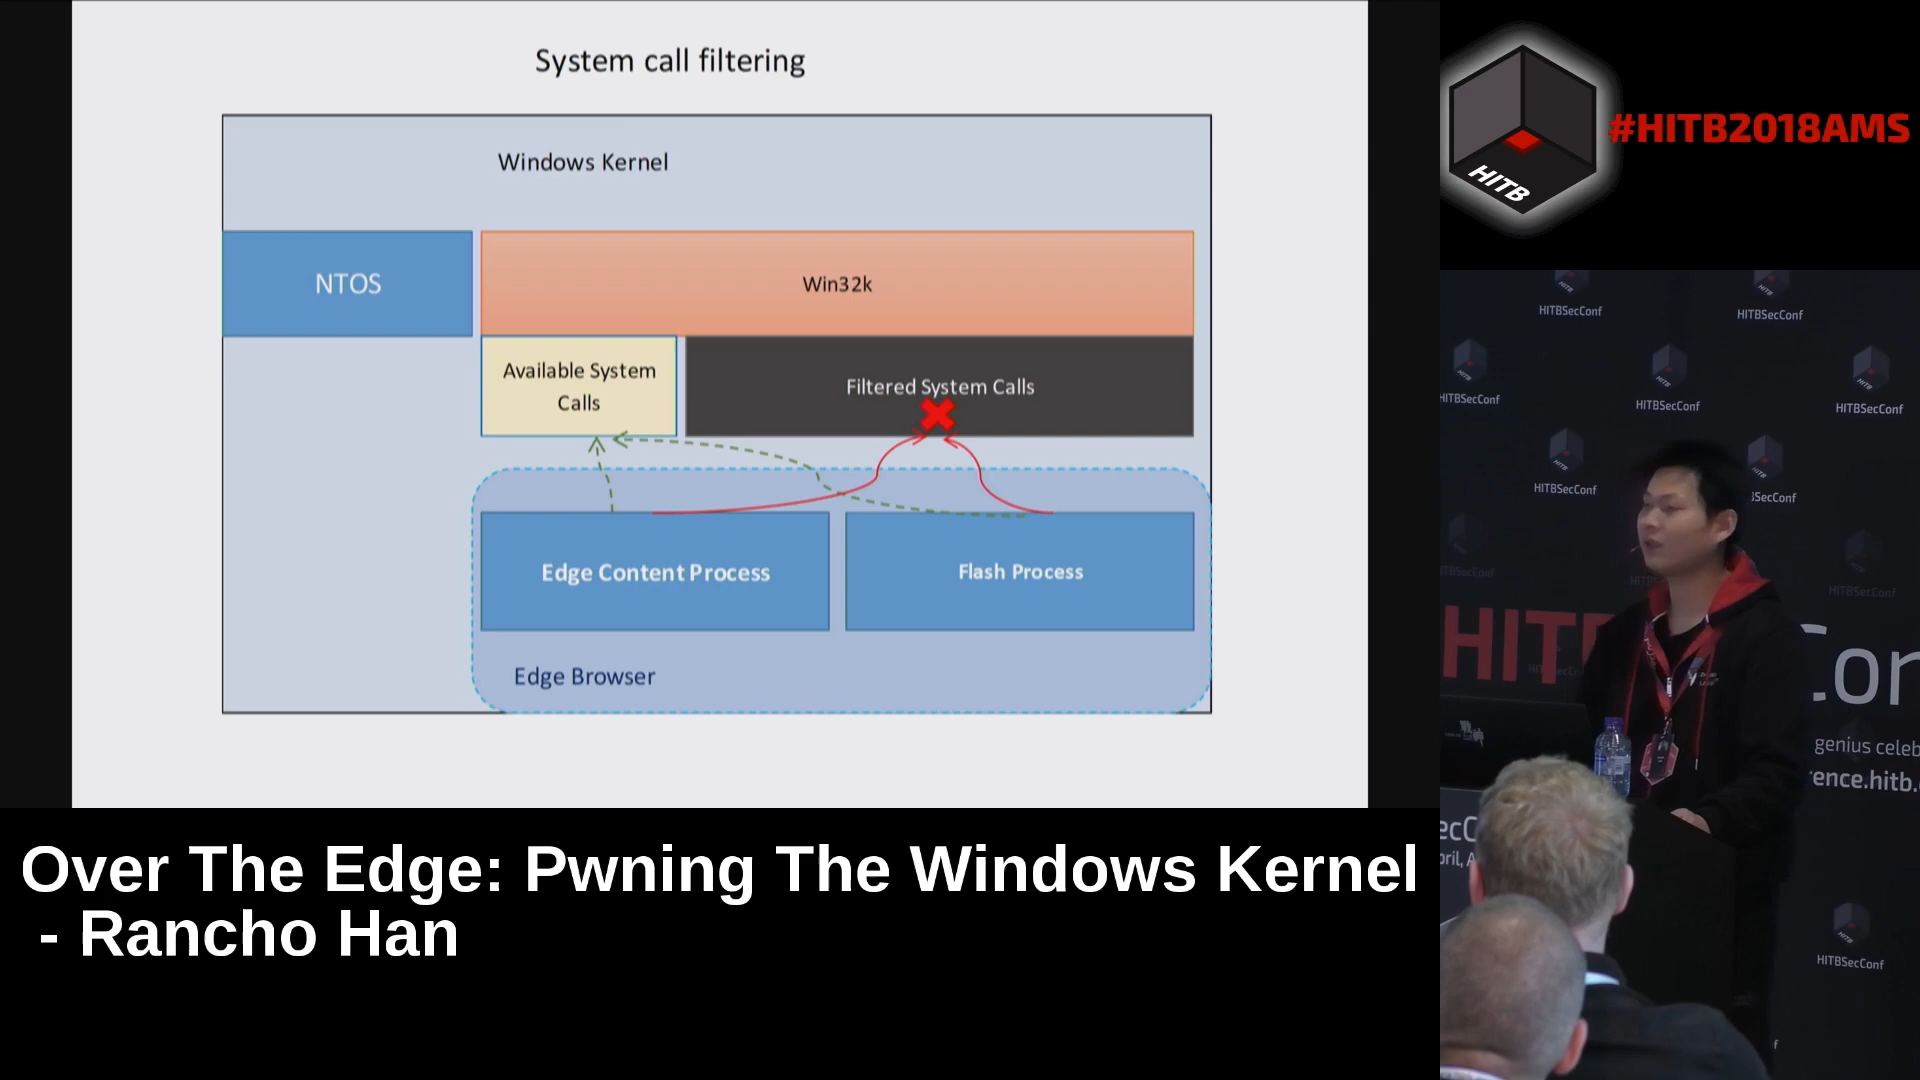 System call filtering
Windows Kernel
NTOS
Win32k
Available System
Calls
Filtered System Calls
Edge Content Process
Flash Process
Edge Browser
Over The Edge: Pwning The Windows Kernel
- Rancho Han
HITB
#HITB2018AMS
HITBSecConf
HITBSecConf
HITBSecConf
HITBSecConf
HITBSecConf
HITBSecConf
SecConf
HIT
genius celeb
ence.hitb.
HITBSecConf